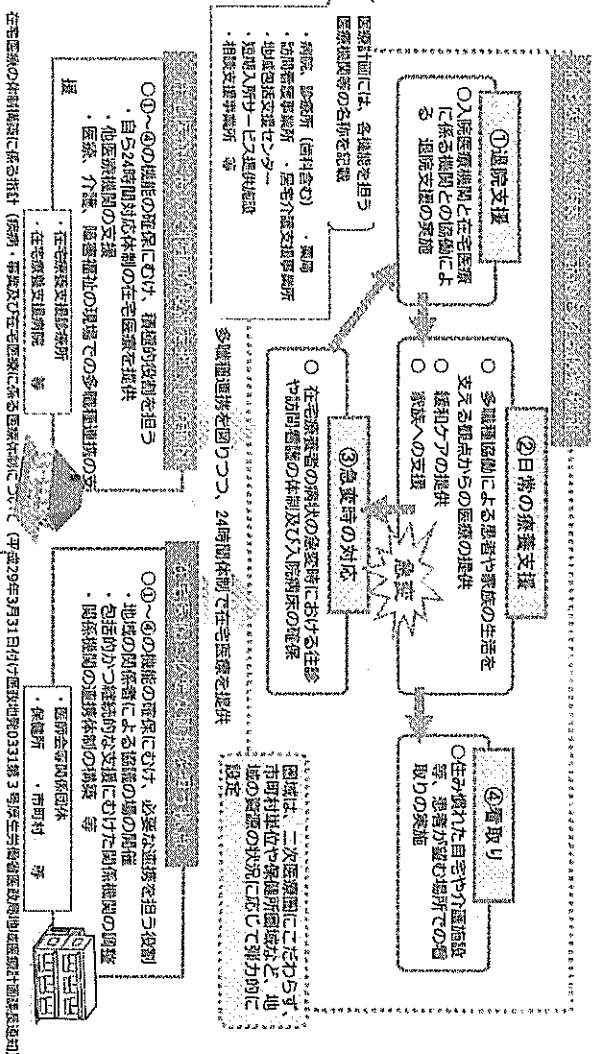 ①退院支援
○入院医療機関と在宅医療
に係る機関との協働によ
る 退院支援の実施
②日常の療養支援
○ 多職種協働による患者や家族の生活を
支える観点からの医療の提供
○ 緩和ケアの提供
○ 家族への支援
④看取り
○住み慣れた自宅や介護施設
等、患者が望む場所での看
取りの実施
急変
③急変時の対応
○ 在宅療養者の病状の急変時における往診
や訪問看護の体制及び入院病床の確保
医療計画には、各機能を担う
医療機関等の名称を記載
・病院、診療所（歯科含む） ・薬局
・訪問看護事業所 ・居宅介護支援事業所
・地域包括支援センター
・短期入所サービス提供施設
・相談支援事業所 等
多職種連携を図りつつ、24時間体制で在宅医療を提供
圏域は、二次医療圏にこだわらず、
市町村単位や保健所圏域など、地
域の資源の状況に応じて弾力的に
設定
○①～④の機能の確保にむけ、積極的役割を担う
・自ら24時間対応体制の在宅医療を提供
・他医療機関の支援
・医療、介護、障害福祉の現場での多職種連携の支
援
・在宅療養支援診療所
・在宅療養支援病院 等
○①～④の機能の確保にむけ、必要な連携を担う役割
・地域の関係者による協議の場の開催
・包括的かつ継続的な支援にむけた関係機関の調整
・関係機関の連携体制の構築 等
・医師会等関係団体
・保健所 ・市町村 等
在宅医療の体制構築に係る指針（疾病・事業及び在宅医療に係る医療体制について（平成29年3月31日付け医政地発0331第3号厚生労働省医政局地域医療計画課長通知）